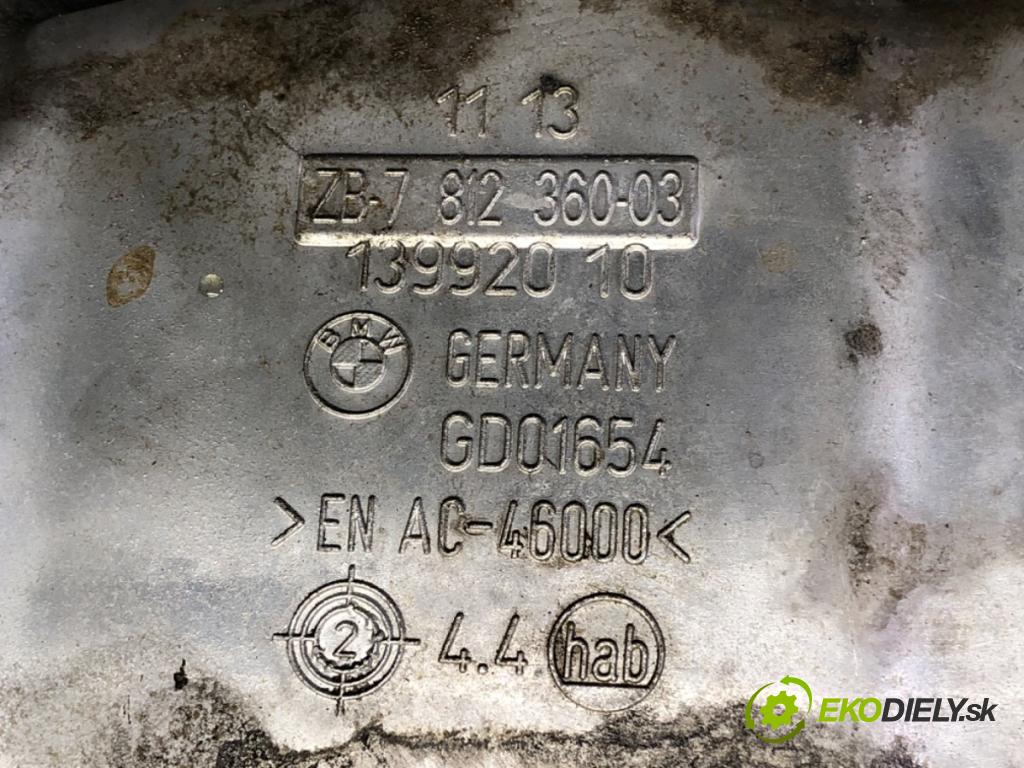 11 13
ZB-7 812 360-03
139920 10
BMW GERMANY
GD01654
>EN AC-46000<
2 4.4 hab
EKODIELY.sk